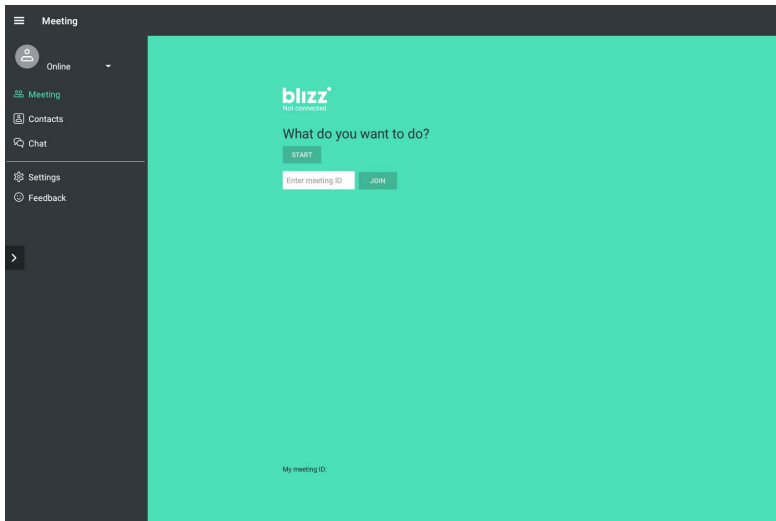 Meeting
Online
Meeting
Contacts
Chat
Settings
Feedback
blizz
Not connected
What do you want to do?
START
Enter meeting ID
JOIN
My meeting ID: